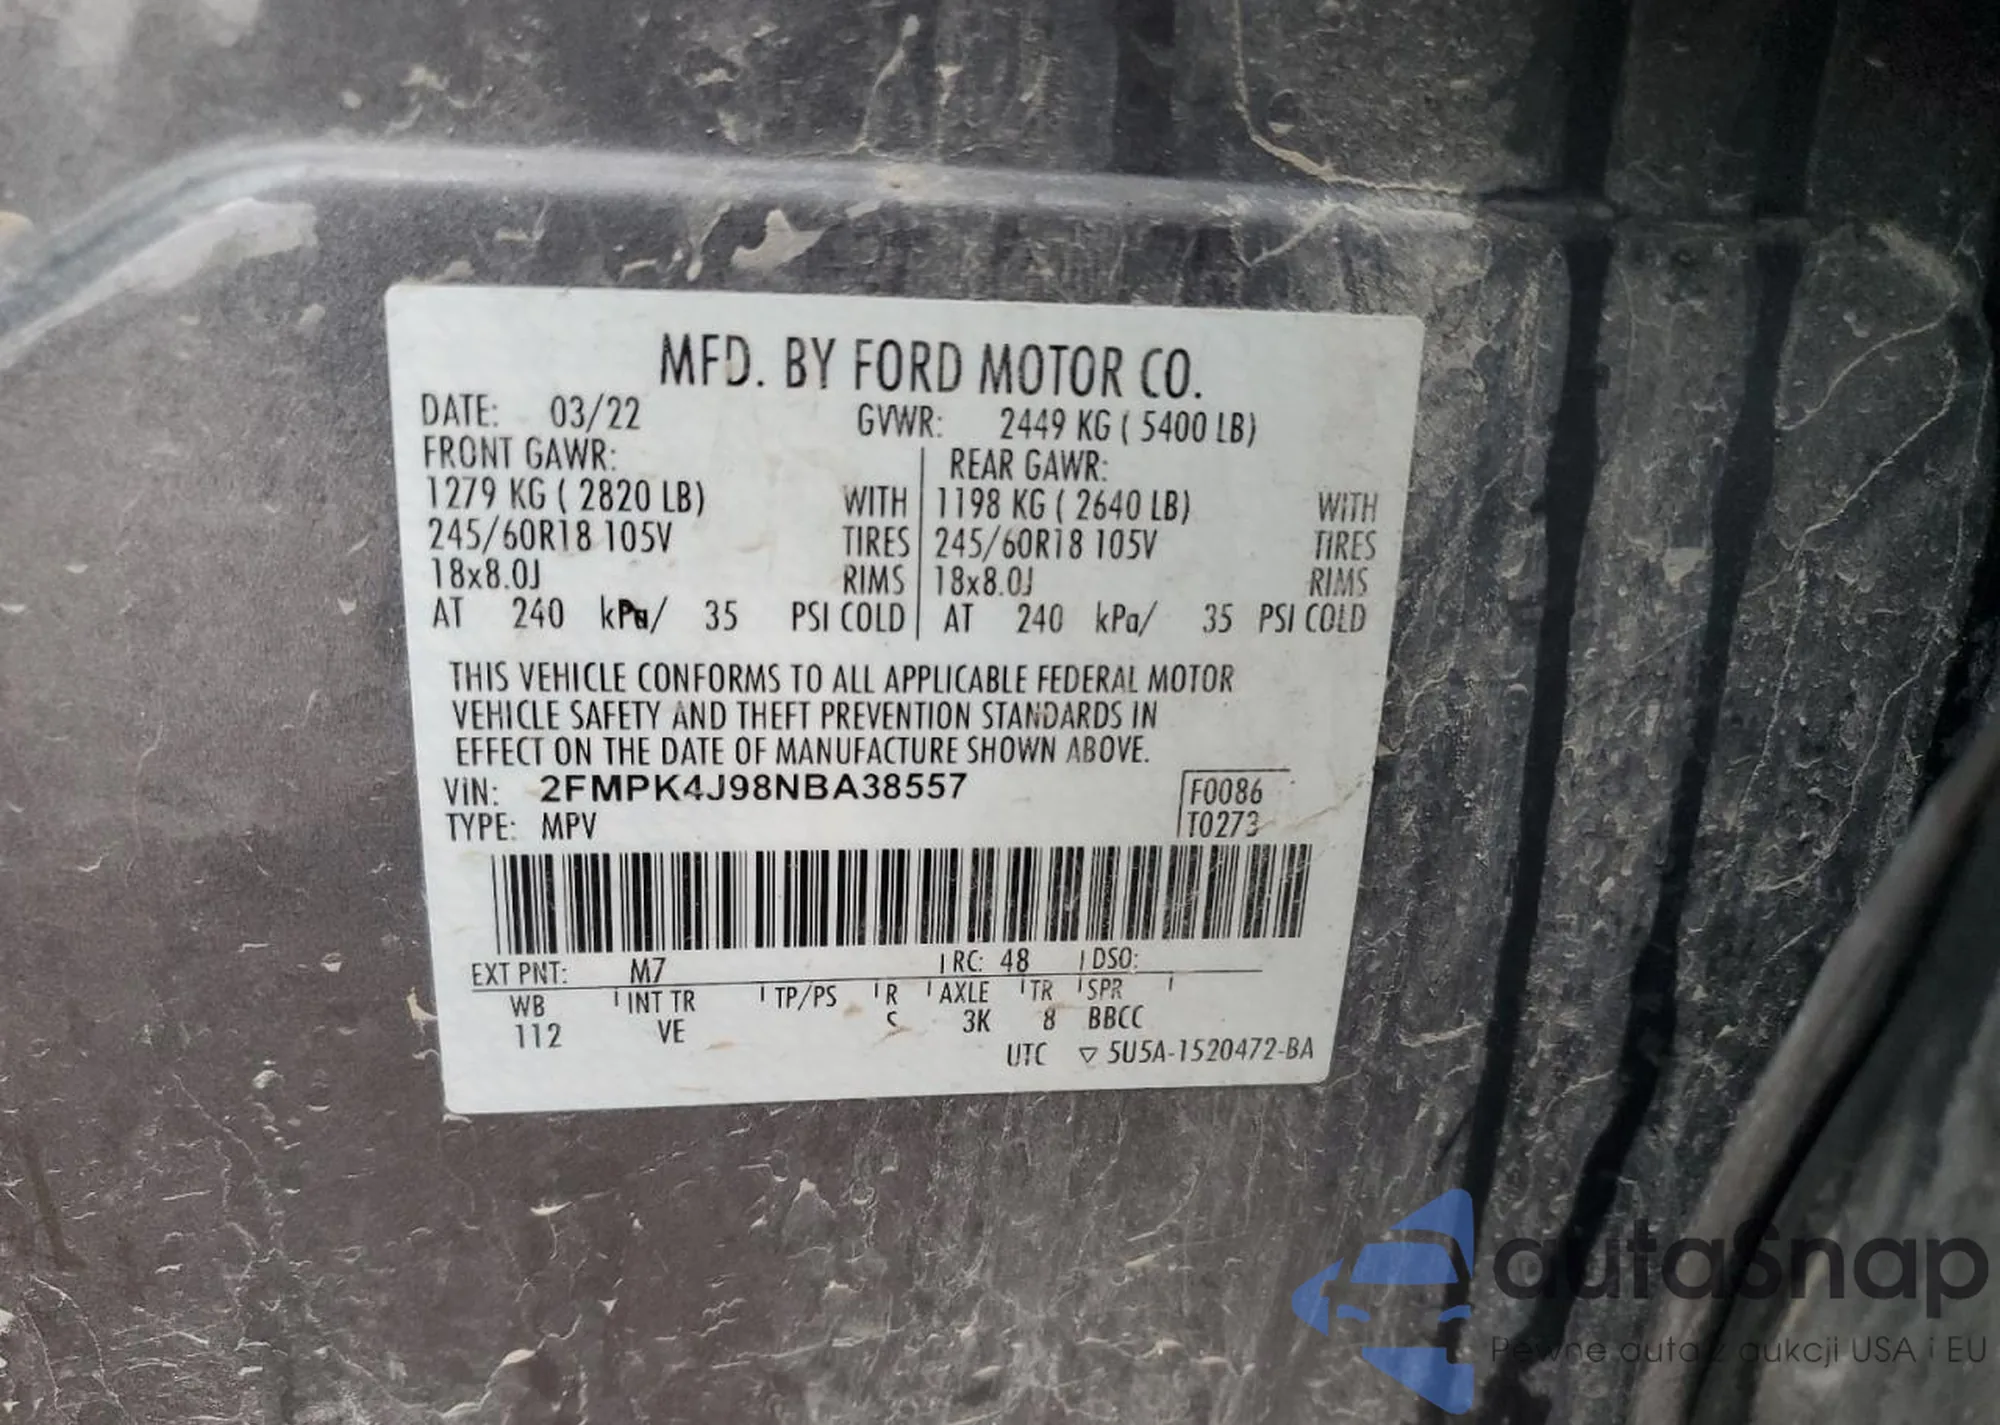 MFD. BY FORD MOTOR CO.
DATE: 03/22 GVWR: 2449 KG ( 5400 LB)
FRONT GAWR: REAR GAWR:
1279 KG ( 2820 LB) WITH 1198 KG ( 2640 LB) WITH
245/60R18 105V TIRES 245/60R18 105V TIRES
18x8.0J RIMS 18x8.0J RIMS
AT 240 kPa/ 35 PSI COLD AT 240 kPa/ 35 PSI COLD
THIS VEHICLE CONFORMS TO ALL APPLICABLE FEDERAL MOTOR
VEHICLE SAFETY AND THEFT PREVENTION STANDARDS IN
EFFECT ON THE DATE OF MANUFACTURE SHOWN ABOVE.
VIN: 2FMPK4J98NBA38557 F0086
TYPE: MPV T0273
EXT PNT: M7 RC: 48 DSO:
WB INT TR TP/PS R AXLE TR SPR
112 VE 3K 8 BBCC
UTC ▽ 5U5A-1520472-BA
autaSnap
Pewne auta z aukcji USA i EU